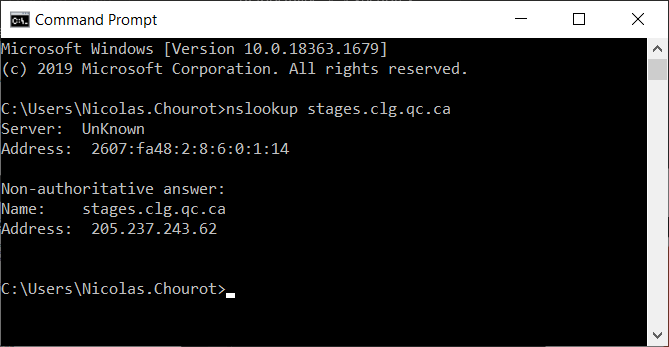 Command Prompt
Microsoft Windows [Version 10.0.18363.1679]
(c) 2019 Microsoft Corporation. All rights reserved.
C:\Users\Nicolas.Chourot>nslookup stages.clg.qc.ca
Server:  UnKnown
Address:  2607:fa48:2:8:6:0:1:14
Non-authoritative answer:
Name:    stages.clg.qc.ca
Address:  205.237.243.62
C:\Users\Nicolas.Chourot>